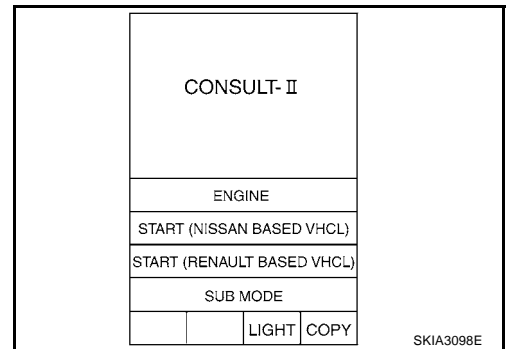 CONSULT-II
ENGINE
START (NISSAN BASED VHCL)
START (RENAULT BASED VHCL)
SUB MODE
LIGHT COPY
SKIA3098E